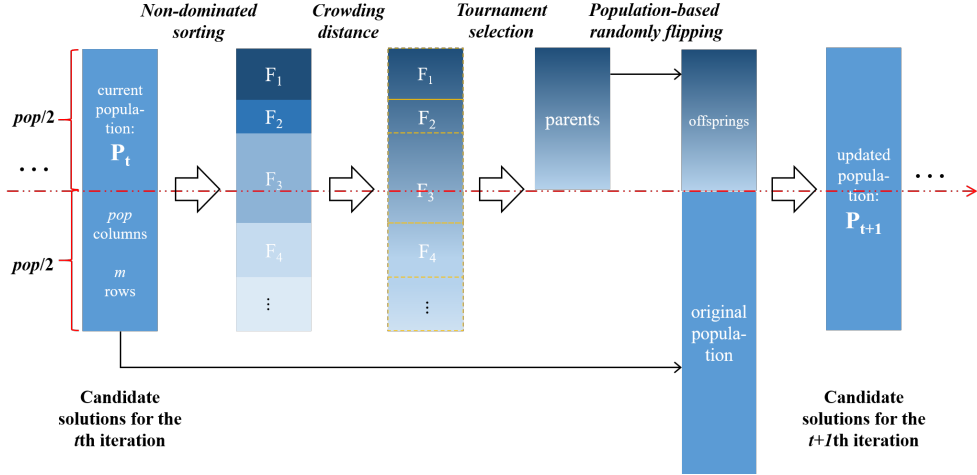 Non-dominated
sorting
Crowding
distance
Tournament
selection
Population-based
randomly flipping
pop/2
...
pop/2
current
popula-
tion:
Pt
pop
columns
m
rows
F1
F2
F3
F4
...
F1
F2
F3
F4
...
parents
offsprings
original
popula-
tion
updated
popula-
tion:
Pt+1
...
Candidate
solutions for the
tth iteration
Candidate
solutions for the
t+1th iteration